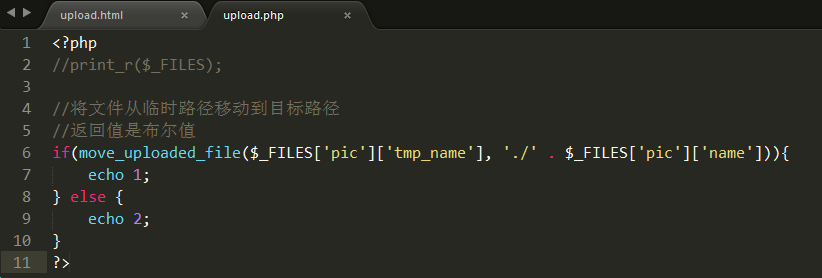 upload.html
upload.php
1 <?php
2 //print_r($_FILES);
3
4 //将文件从临时路径移动到目标路径
5 //返回值是布尔值
6 if(move_uploaded_file($_FILES['pic']['tmp_name'], './' . $_FILES['pic']['name'])){
7     echo 1;
8 } else {
9     echo 2;
10 }
11 ?>